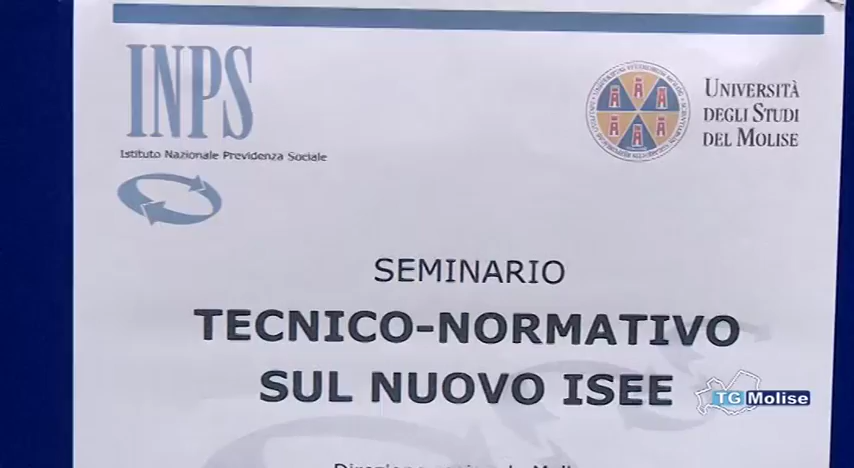 INPS
Istituto Nazionale Previdenza Sociale
UNIVERSITÀ
DEGLI STUDI
DEL MOLISE
SEMINARIO
TECNICO-NORMATIVO
SUL NUOVO ISEE
TG Molise